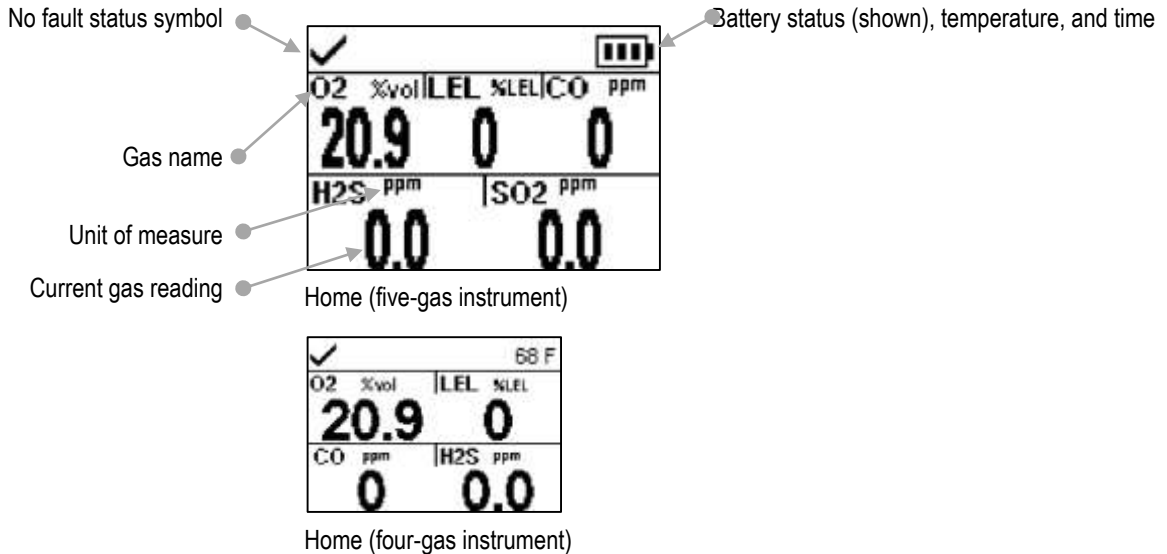 No fault status symbol
Battery status (shown), temperature, and time
O2 %vol LEL %LEL CO ppm
20.9 0 0
Gas name
H2S ppm SO2 ppm
Unit of measure
0.0 0.0
Current gas reading
Home (five-gas instrument)
68 F
O2 %vol LEL %LEL
20.9 0
CO ppm H2S ppm
0 0.0
Home (four-gas instrument)